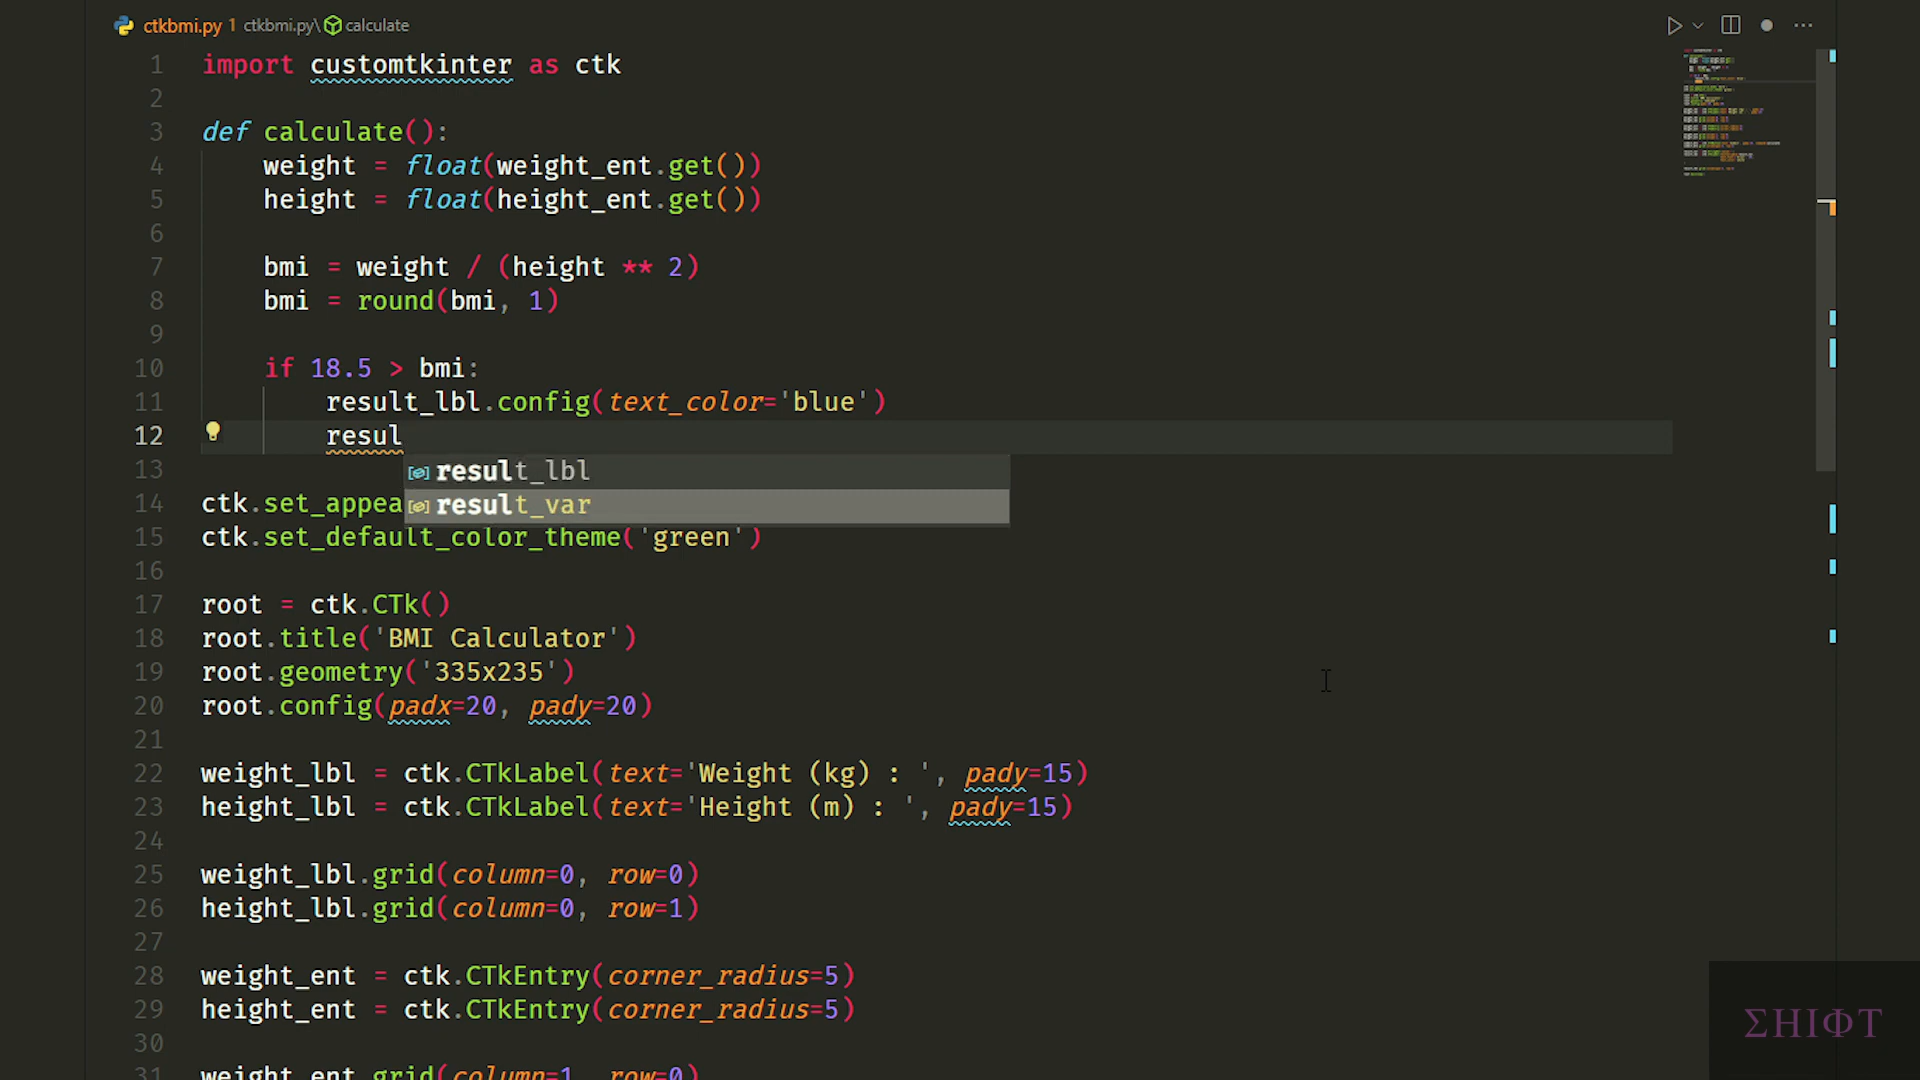 ctkbmi.py 1 ctkbmi.py\ calculate
1 import customtkinter as ctk
2
3 def calculate():
4 weight = float(weight_ent.get())
5 height = float(height_ent.get())
6
7 bmi = weight / (height ** 2)
8 bmi = round(bmi, 1)
9
10 if 18.5 > bmi:
11 result_lbl.config(text_color='blue')
12 resul
13 result_lbl
14 ctk.set_appea result_var
15 ctk.set_default_color_theme('green')
16
17 root = ctk.CTk()
18 root.title('BMI Calculator')
19 root.geometry('335x235')
20 root.config(padx=20, pady=20)
21
22 weight_lbl = ctk.CTkLabel(text='Weight (kg) : ', pady=15)
23 height_lbl = ctk.CTkLabel(text='Height (m) : ', pady=15)
24
25 weight_lbl.grid(column=0, row=0)
26 height_lbl.grid(column=0, row=1)
27
28 weight_ent = ctk.CTkEntry(corner_radius=5)
29 height_ent = ctk.CTkEntry(corner_radius=5)
30
31 weight_ent.grid(column=1, row=0)
ΣHIΦT